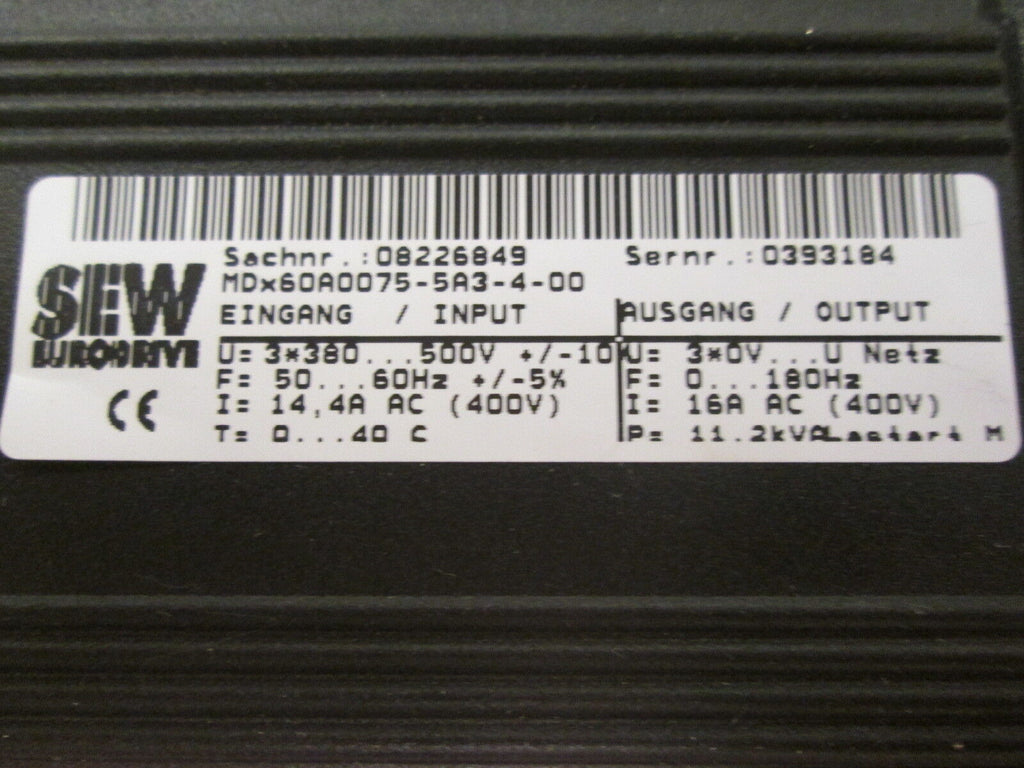 Sachnr.:08226849 Sernr.:0393184
MDx60A0075-5A3-4-00
SEW
EURODRIVE
EINGANG / INPUT AUSGANG / OUTPUT
U= 3*380...500V +/-10% U= 3*0V...U Netz
F= 50...60Hz +/-5% F= 0...180Hz
I= 14,4A AC (400V) I= 16A AC (400V)
T= 0...40 C P= 11.2kVA Lastart M
CE